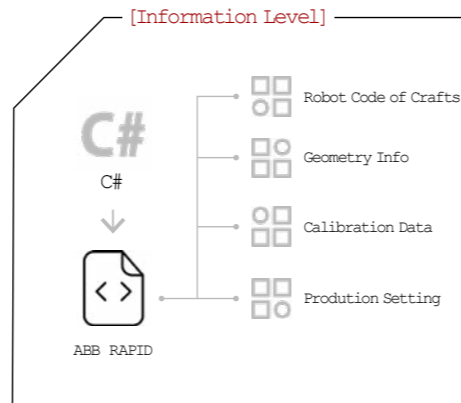 [Information Level]
C#
C#
ABB RAPID
Robot Code of Crafts
Geometry Info
Calibration Data
Prodution Setting